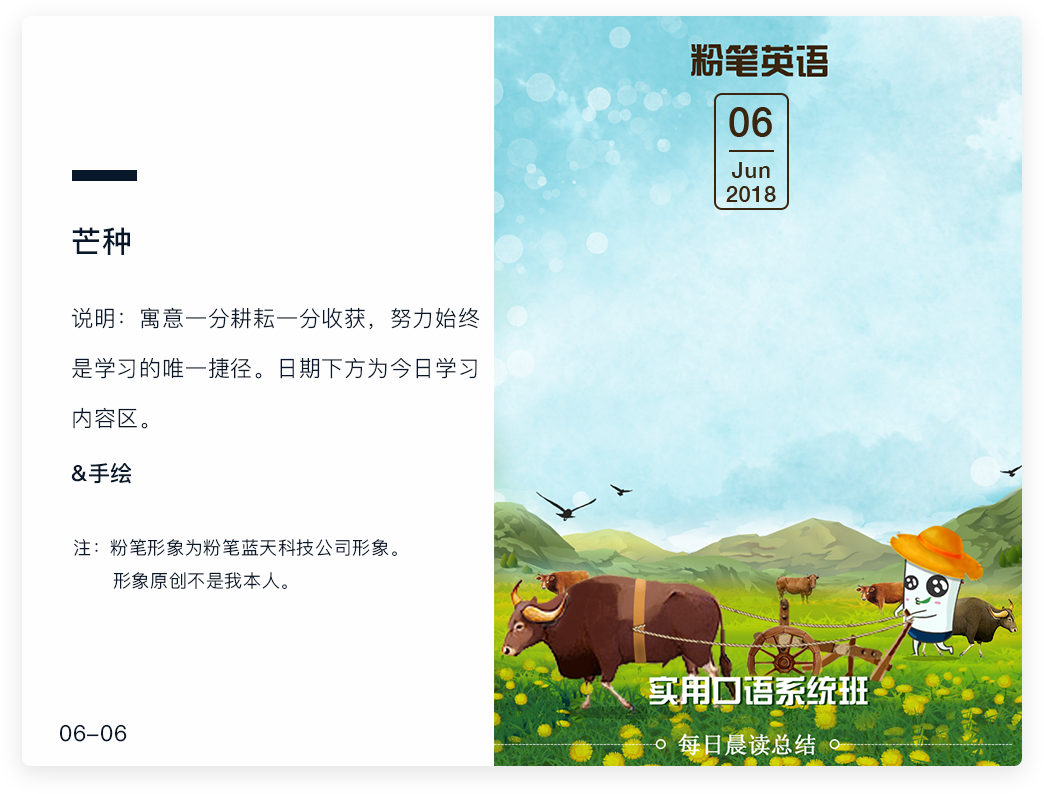 芒种
说明：寓意一分耕耘一分收获，努力始终
是学习的唯一捷径。日期下方为今日学习
内容区。
&手绘
注：粉笔形象为粉笔蓝天科技公司形象。
形象原创不是我本人。
06–06
粉笔英语
06
Jun
2018
实用口语系统班
每日晨读总结